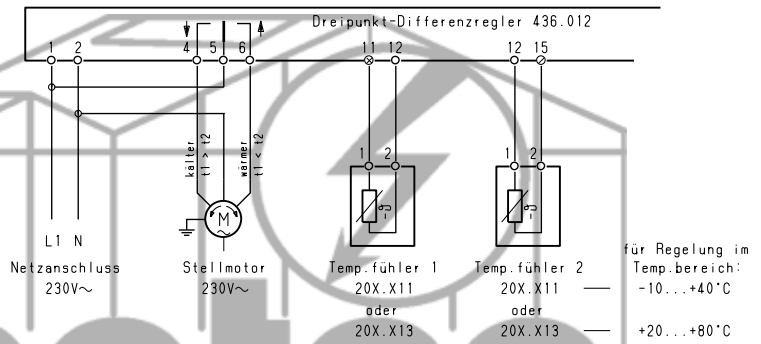 Dreipunkt-Differenzregler 436.012
1 2 4 5 6 11 12 12 15
kälter
t1 > t2
wärmer
t1 < t2
1 2 1 2
M
~
-ϑ -ϑ
L1 N
Netzanschluss
230V~
Stellmotor
230V~
Temp.fühler 1
20X.X11
oder
20X.X13
Temp.fühler 2
20X.X11
oder
20X.X13
für Regelung im
Temp.bereich:
-10...+40°C
+20...+80°C